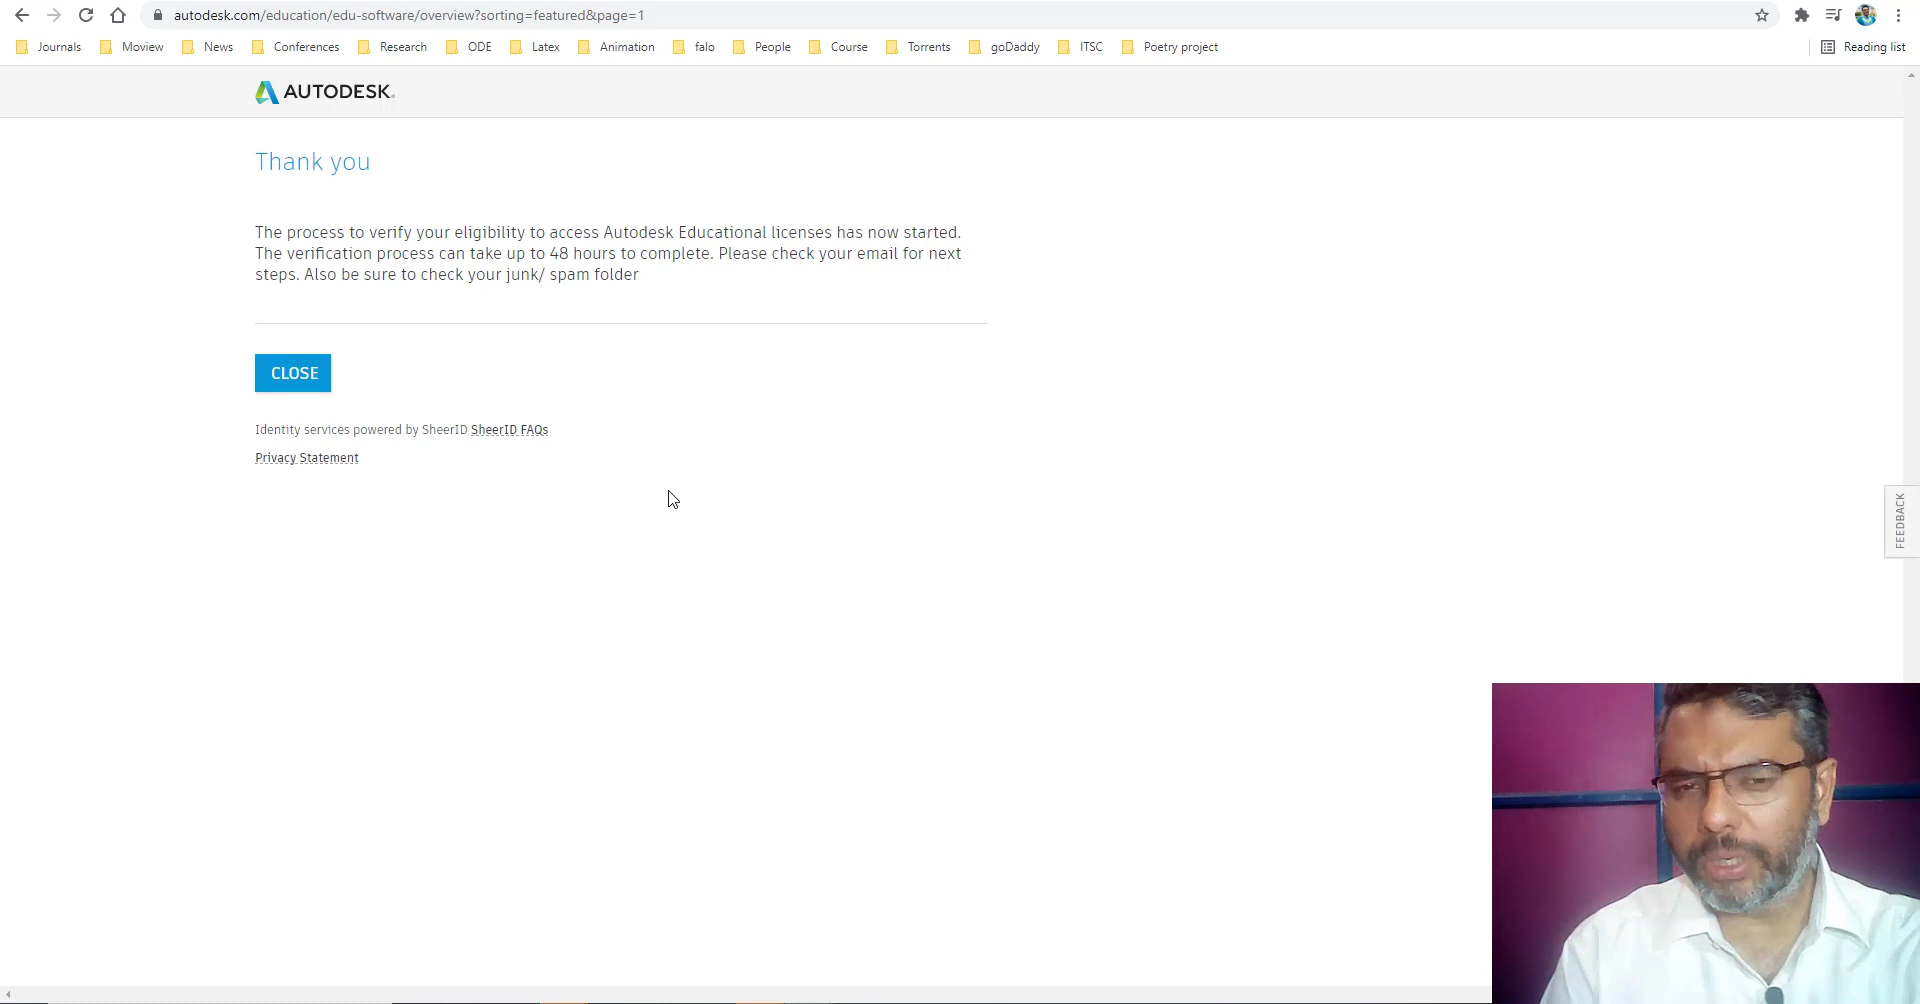 autodesk.com/education/edu-software/overview?sorting=featured&page=1
Journals Moview News Conferences Research ODE Latex Animation falo People Course Torrents goDaddy ITSC Poetry project Reading list
AUTODESK.
Thank you
The process to verify your eligibility to access Autodesk Educational licenses has now started.
The verification process can take up to 48 hours to complete. Please check your email for next
steps. Also be sure to check your junk/ spam folder
CLOSE
Identity services powered by SheerID SheerID FAQs
Privacy Statement
FEEDBACK